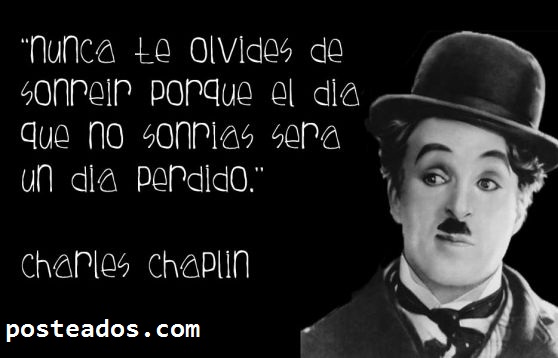 "Nunca te olvides de
sonreir porque el dia
que no sonrias sera
un dia perdido."
Charles Chaplin
posteados.com